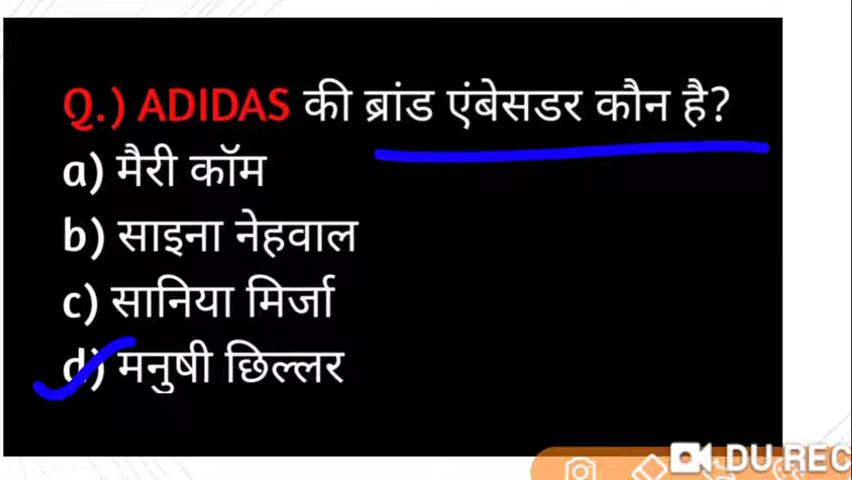 Q.) ADIDAS की ब्रांड एंबेसडर कौन है?
a) मैरी कॉम
b) साइना नेहवाल
c) सानिया मिर्जा
d) मनुषी छिल्लर
DU REC